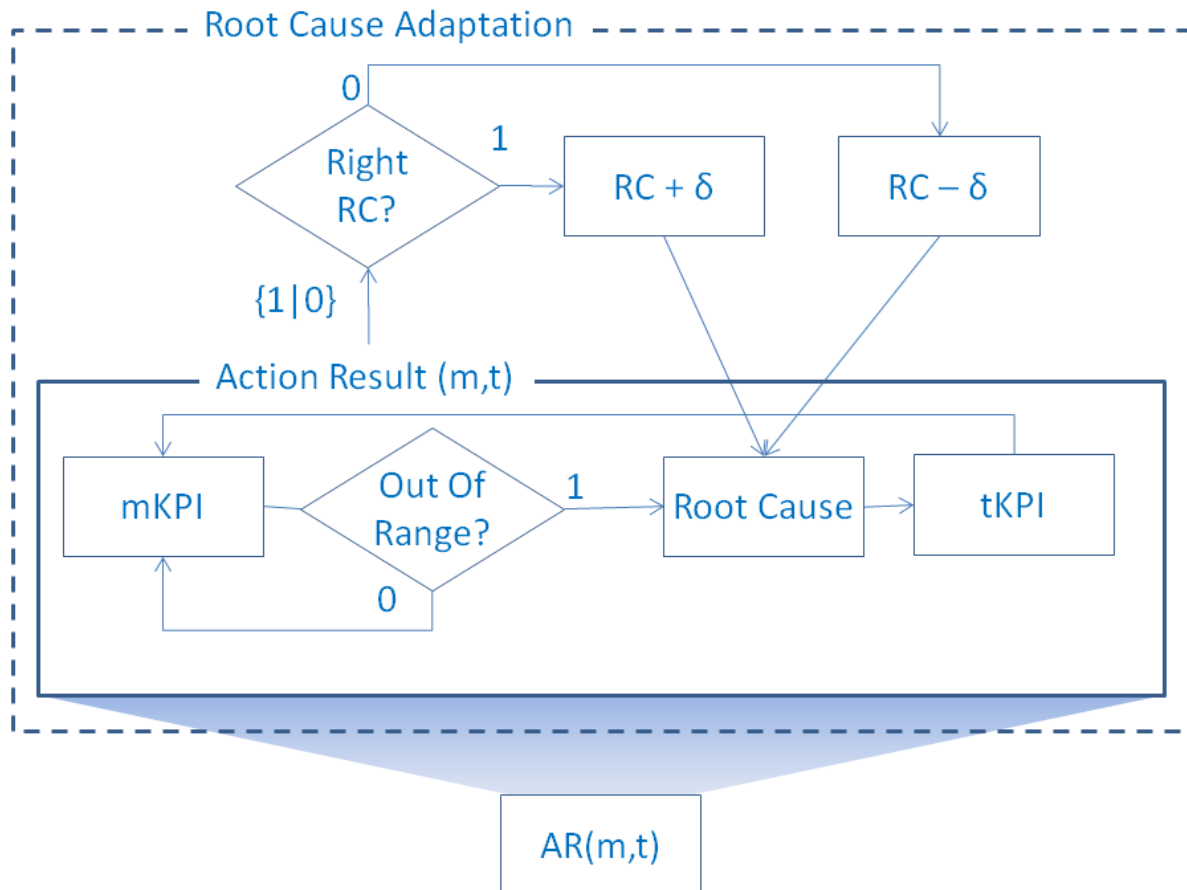 Root Cause Adaptation
0
1
Right
RC?
RC + δ
RC – δ
{1|0}
Action Result (m,t)
mKPI
Out Of
Range?
1
Root Cause
tKPI
0
AR(m,t)